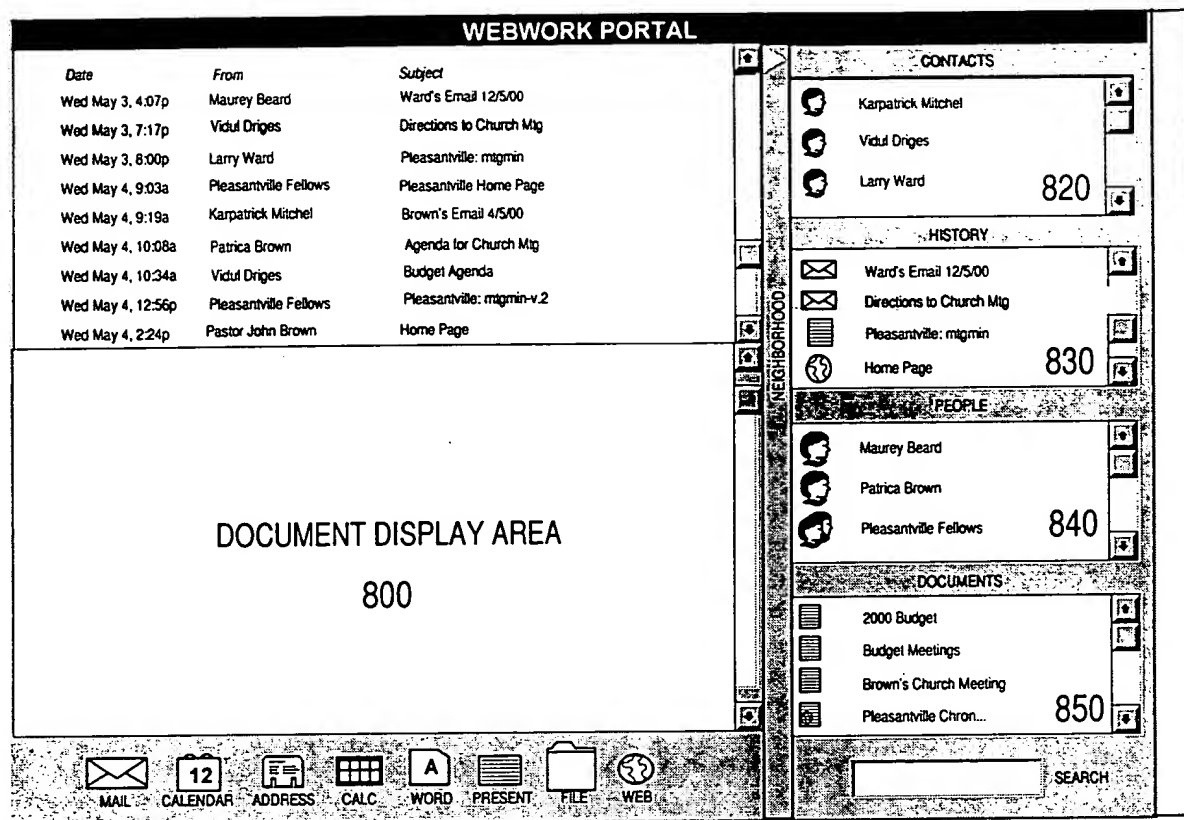 WEBWORK PORTAL
Date From Subject
Wed May 3, 4:07p Maurey Beard Ward's Email 12/5/00
Wed May 3, 7:17p Vidul Driges Directions to Church Mtg
Wed May 3, 8:00p Larry Ward Pleasantville: mtgmin
Wed May 4, 9:03a Pleasantville Fellows Pleasantville Home Page
Wed May 4, 9:19a Karpatrick Mitchel Brown's Email 4/5/00
Wed May 4, 10:08a Patrica Brown Agenda for Church Mtg
Wed May 4, 10:34a Vidul Driges Budget Agenda
Wed May 4, 12:56p Pleasantville Fellows Pleasantville: mtgmin-v.2
Wed May 4, 2:24p Pastor John Brown Home Page
DOCUMENT DISPLAY AREA
800
12
A
MAIL CALENDAR ADDRESS CALC WORD PRESENT FILE WEB
NEIGHBORHOOD
CONTACTS
Karpatrick Mitchel
Vidul Driges
Larry Ward
820
HISTORY
Ward's Email 12/5/00
Directions to Church Mtg
Pleasantville: mtgmin
Home Page
830
PEOPLE
Maurey Beard
Patrica Brown
Pleasantville Fellows
840
DOCUMENTS
2000 Budget
Budget Meetings
Brown's Church Meeting
Pleasantville Chron...
850
SEARCH